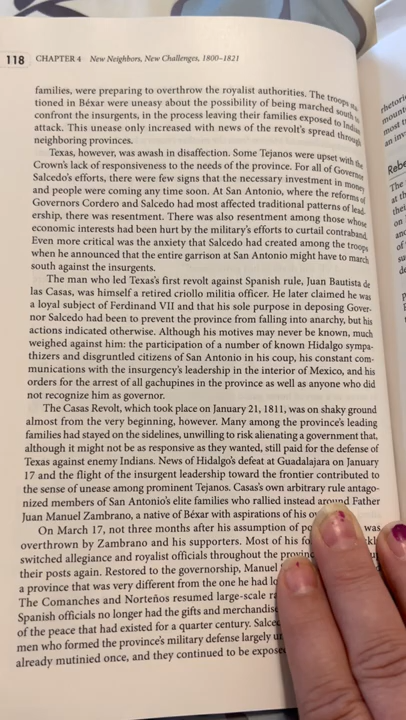 118 CHAPTER 4 New Neighbors, New Challenges, 1800–1821
families, were preparing to overthrow the royalist authorities. The troops sta-
tioned in Béxar were uneasy about the possibility of being marched south to
confront the insurgents, in the process leaving their families exposed to Indian
attack. This unease only increased with news of the revolt's spread through
neighboring provinces.
Texas, however, was awash in disaffection. Some Tejanos were upset with the
Crown's lack of responsiveness to the needs of the province. For all of Governor
Salcedo's efforts, there were few signs that the necessary investment in money
and people were coming any time soon. At San Antonio, where the reforms of
Governors Cordero and Salcedo had most affected traditional patterns of lead-
ership, there was resentment. There was also resentment among those whose
economic interests had been hurt by the military's efforts to curtail contraband.
Even more critical was the anxiety that Salcedo had created among the troops
when he announced that the entire garrison at San Antonio might have to march
south against the insurgents.
The man who led Texas's first revolt against Spanish rule, Juan Bautista de
las Casas, was himself a retired criollo militia officer. He later claimed he was
a loyal subject of Ferdinand VII and that his sole purpose in deposing Gover-
nor Salcedo had been to prevent the province from falling into anarchy, but his
actions indicated otherwise. Although his motives may never be known, much
weighed against him: the participation of a number of known Hidalgo sympa-
thizers and disgruntled citizens of San Antonio in his coup, his constant com-
munications with the insurgency's leadership in the interior of Mexico, and his
orders for the arrest of all gachupines in the province as well as anyone who did
not recognize him as governor.
The Casas Revolt, which took place on January 21, 1811, was on shaky ground
almost from the very beginning, however. Many among the province's leading
families had stayed on the sidelines, unwilling to risk alienating a government that,
although it might not be as responsive as they wanted, still paid for the defense of
Texas against enemy Indians. News of Hidalgo's defeat at Guadalajara on January
17 and the flight of the insurgent leadership toward the frontier contributed to
the sense of unease among prominent Tejanos. Casas's own arbitrary rule antago-
nized members of San Antonio's elite families who rallied instead around Father
Juan Manuel Zambrano, a native of Béxar with aspirations of his
On March 17, not three months after his assumption of was
overthrown by Zambrano and his supporters. Most of his
switched allegiance and royalist officials throughout the
their posts again. Restored to the governorship, Manuel
a province that was very different from the one he had
The Comanches and Norteños resumed large-scale
Spanish officials no longer had the gifts and merchandise
of the peace that had existed for a quarter century.
men who formed the province's military defense largely
already mutinied once, and they continued to be